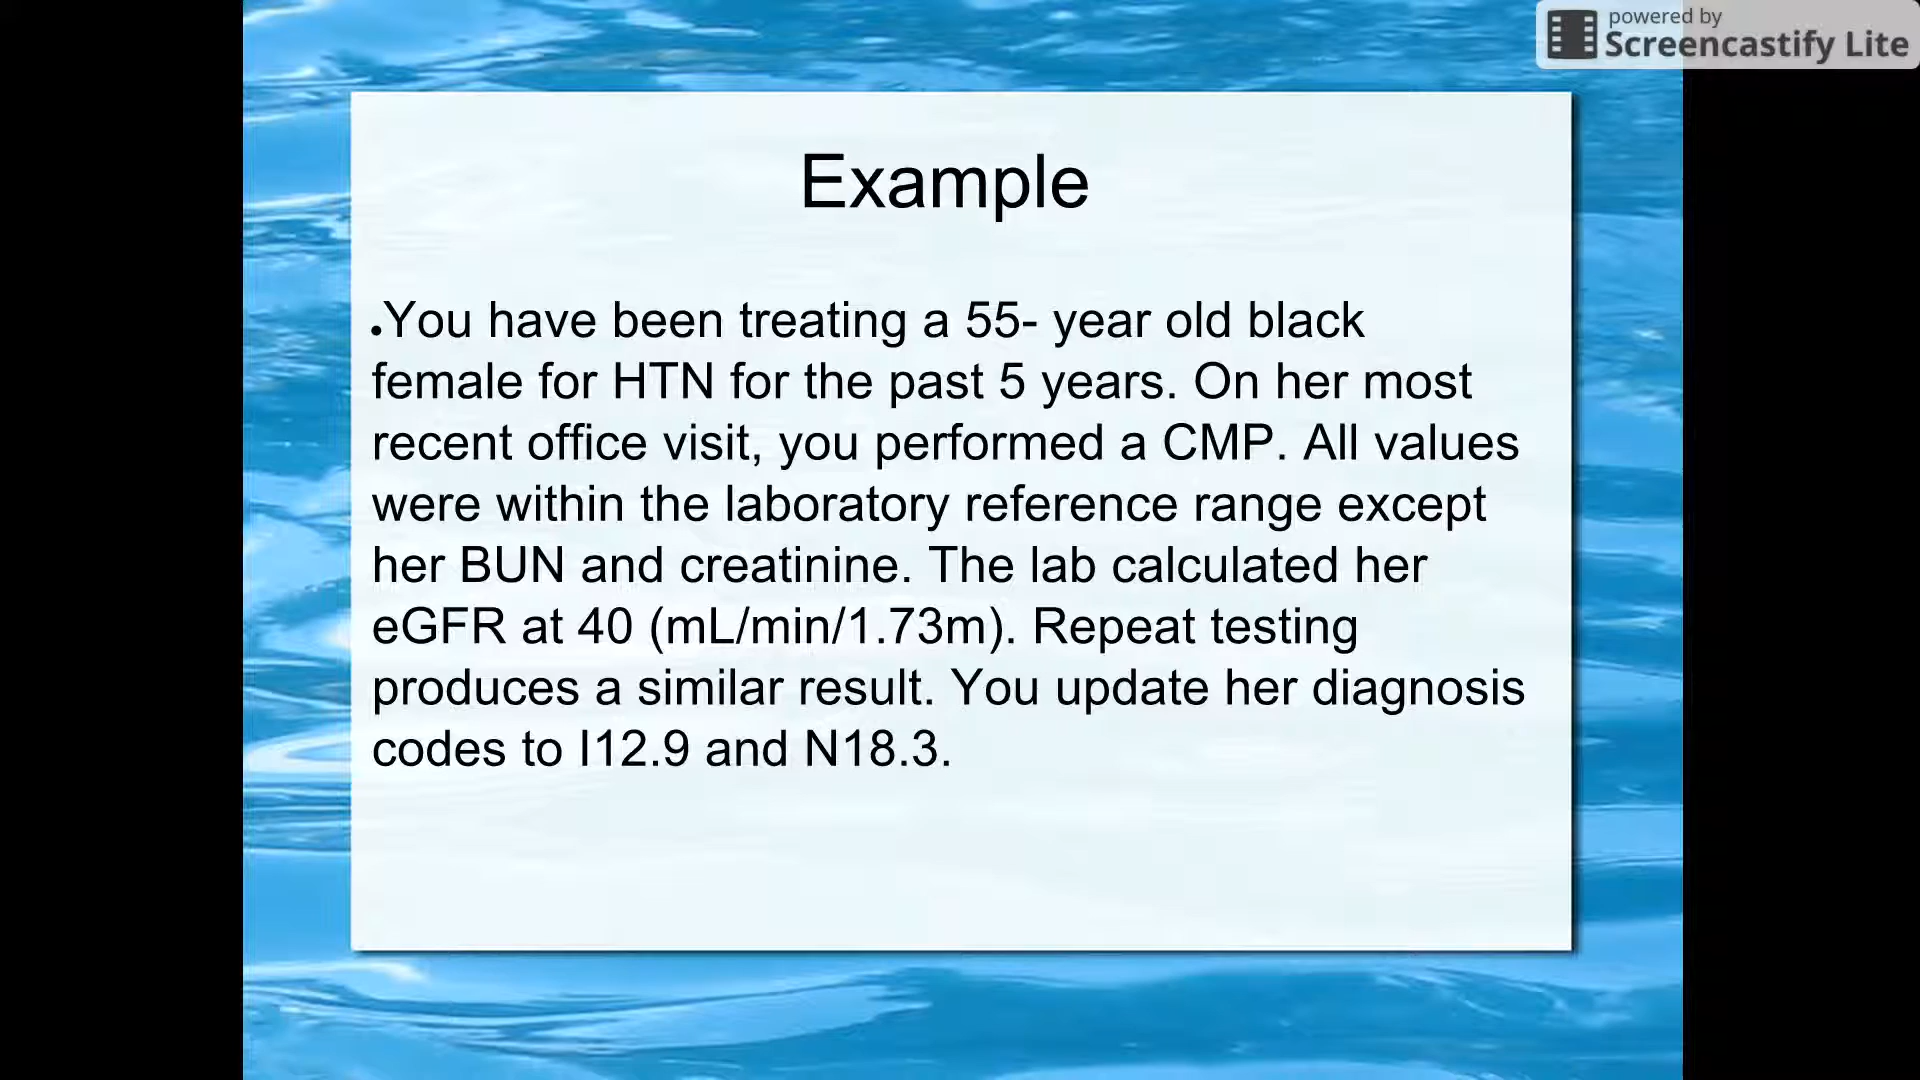 powered by
Screencastify Lite
Example
●You have been treating a 55- year old black
female for HTN for the past 5 years. On her most
recent office visit, you performed a CMP. All values
were within the laboratory reference range except
her BUN and creatinine. The lab calculated her
eGFR at 40 (mL/min/1.73m). Repeat testing
produces a similar result. You update her diagnosis
codes to I12.9 and N18.3.